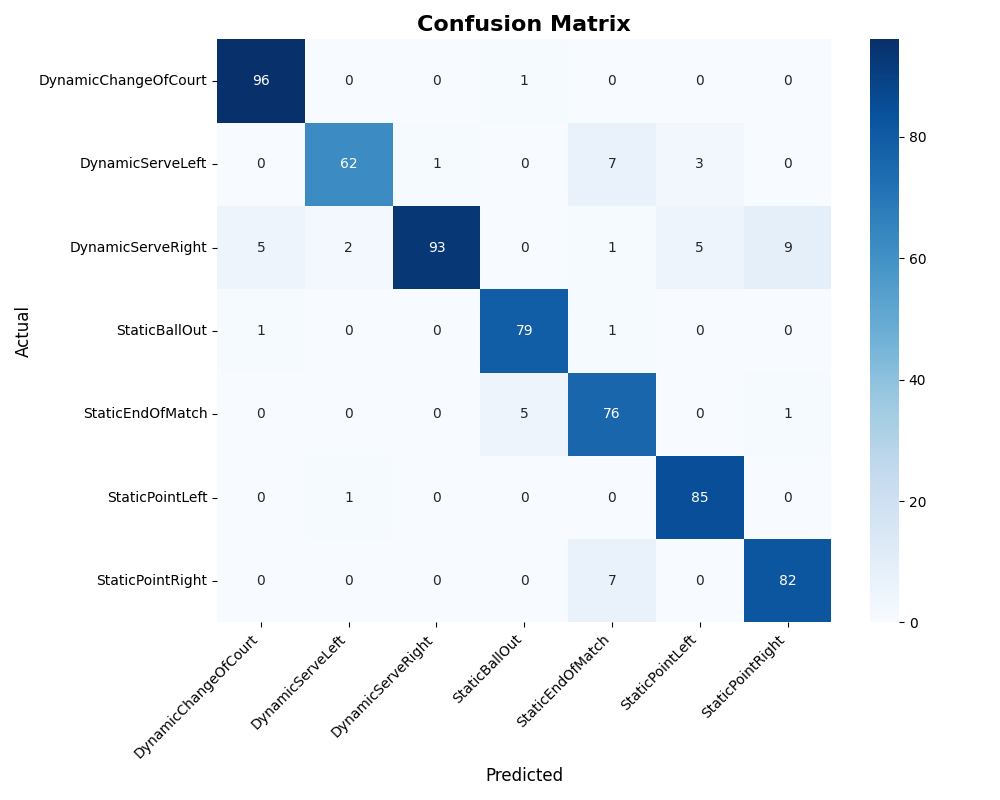 Confusion Matrix
DynamicChangeOfCourt 96 0 0 1 0 0 0
DynamicServeLeft 0 62 1 0 7 3 0
DynamicServeRight 5 2 93 0 1 5 9
StaticBallOut 1 0 0 79 1 0 0
StaticEndOfMatch 0 0 0 5 76 0 1
StaticPointLeft 0 1 0 0 0 85 0
StaticPointRight 0 0 0 0 7 0 82
Actual
DynamicChangeOfCourt
DynamicServeLeft
DynamicServeRight
StaticBallOut
StaticEndOfMatch
StaticPointLeft
StaticPointRight
Predicted
80
60
40
20
0